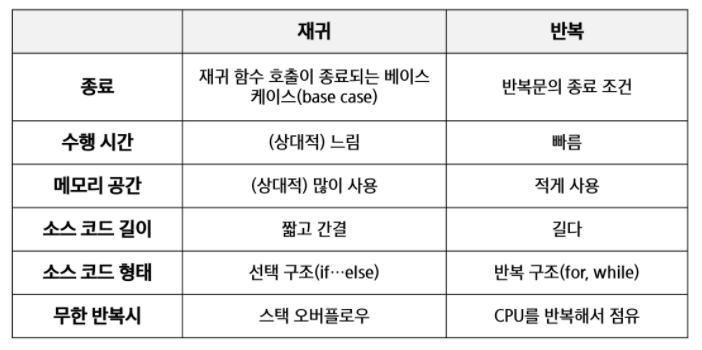 재귀 반복
종료 재귀 함수 호출이 종료되는 베이스
케이스(base case) 반복문의 종료 조건
수행 시간 (상대적) 느림 빠름
메모리 공간 (상대적) 많이 사용 적게 사용
소스 코드 길이 짧고 간결 길다
소스 코드 형태 선택 구조(if…else) 반복 구조(for, while)
무한 반복시 스택 오버플로우 CPU를 반복해서 점유